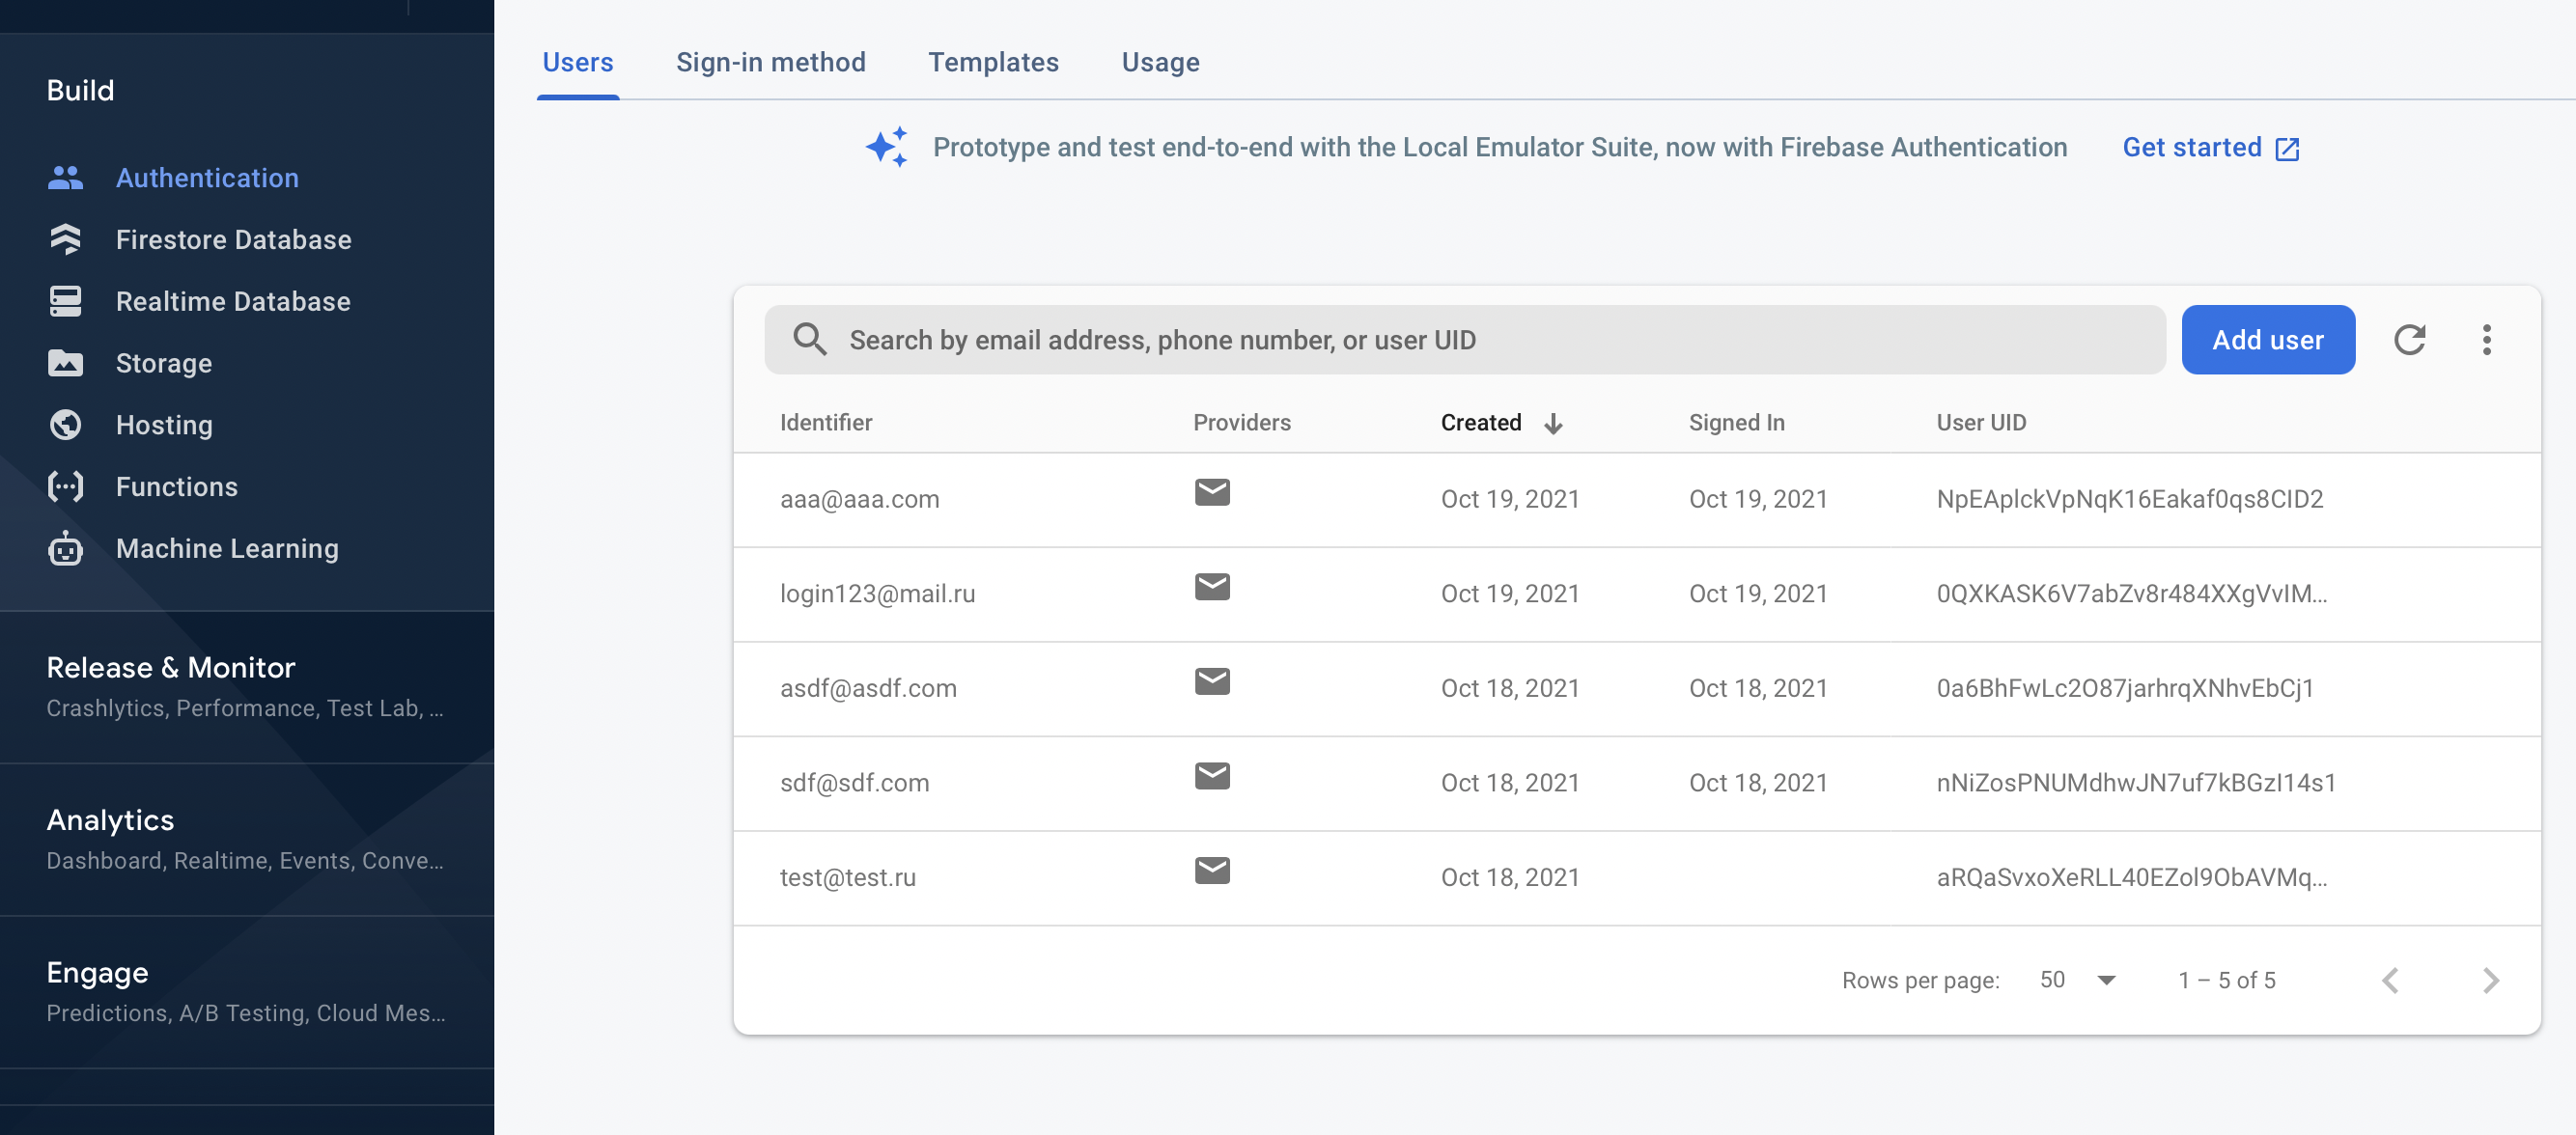 Build
Authentication
Firestore Database
Realtime Database
Storage
Hosting
Functions
Machine Learning
Release & Monitor
Crashlytics, Performance, Test Lab, ...
Analytics
Dashboard, Realtime, Events, Conve...
Engage
Predictions, A/B Testing, Cloud Mes...
Users Sign-in method Templates Usage
Prototype and test end-to-end with the Local Emulator Suite, now with Firebase Authentication Get started
Search by email address, phone number, or user UID Add user
Identifier Providers Created Signed In User UID
aaa@aaa.com Oct 19, 2021 Oct 19, 2021 NpEAplckVpNqK16Eakaf0qs8CID2
login123@mail.ru Oct 19, 2021 Oct 19, 2021 0QXKASK6V7abZv8r484XXgVvIM...
asdf@asdf.com Oct 18, 2021 Oct 18, 2021 0a6BhFwLc2O87jarhrqXNhvEbCj1
sdf@sdf.com Oct 18, 2021 Oct 18, 2021 nNiZosPNUMdhwJN7uf7kBGzI14s1
test@test.ru Oct 18, 2021 aRQaSvxoXeRLL40EZol9ObAVMq...
Rows per page: 50 1 – 5 of 5